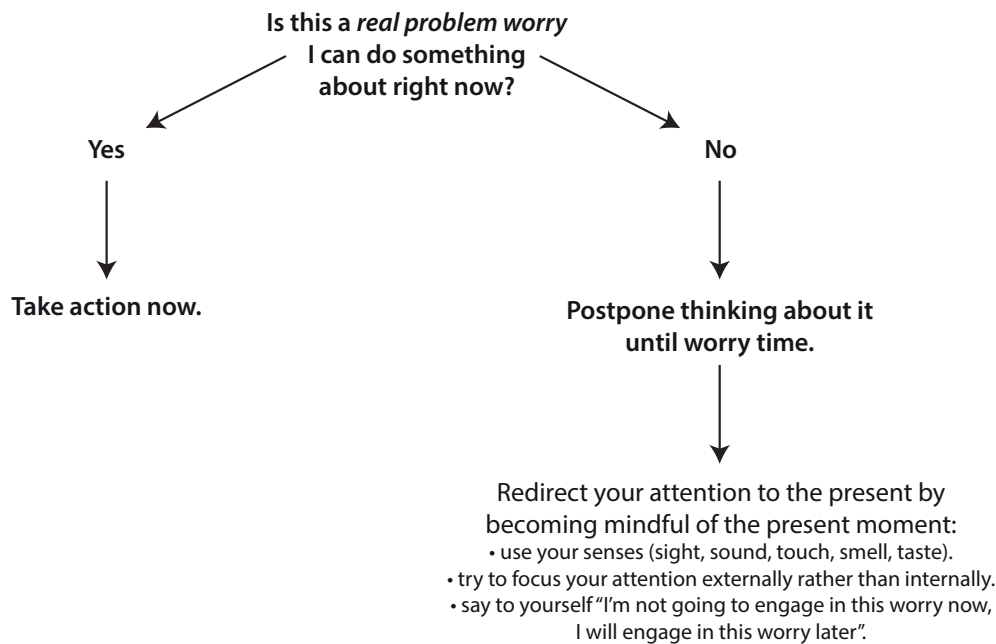 Is this a real problem worry
I can do something
about right now?
Yes
No
Take action now.
Postpone thinking about it
until worry time.
Redirect your attention to the present by
becoming mindful of the present moment:
• use your senses (sight, sound, touch, smell, taste).
• try to focus your attention externally rather than internally.
• say to yourself “I’m not going to engage in this worry now,
I will engage in this worry later”.